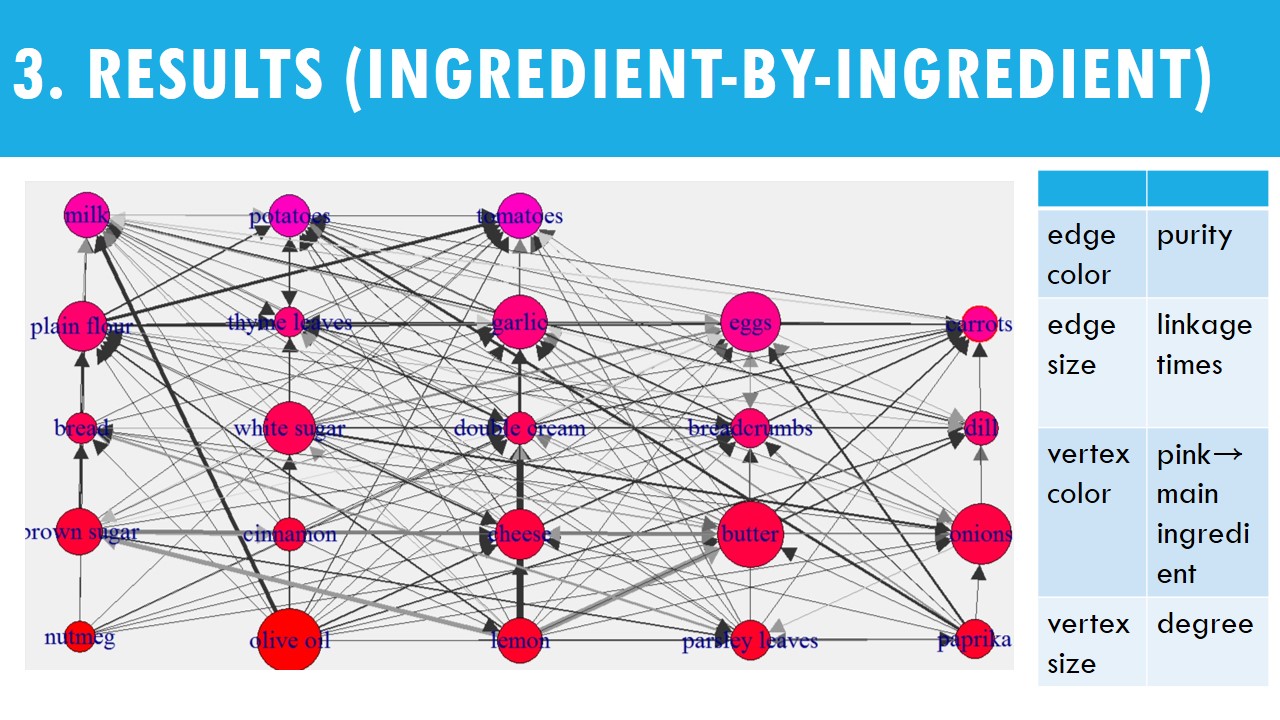 3. RESULTS (INGREDIENT-BY-INGREDIENT)
milk potatoes tomatoes
plain flour thyme leaves garlic eggs carrots
bread white sugar double cream breadcrumbs dill
brown sugar cinnamon cheese butter onions
nutmeg olive oil lemon parsley leaves paprika
edge
color
purity
edge
size
linkage
times
vertex
color
pink→
main
ingredi
ent
vertex
size
degree